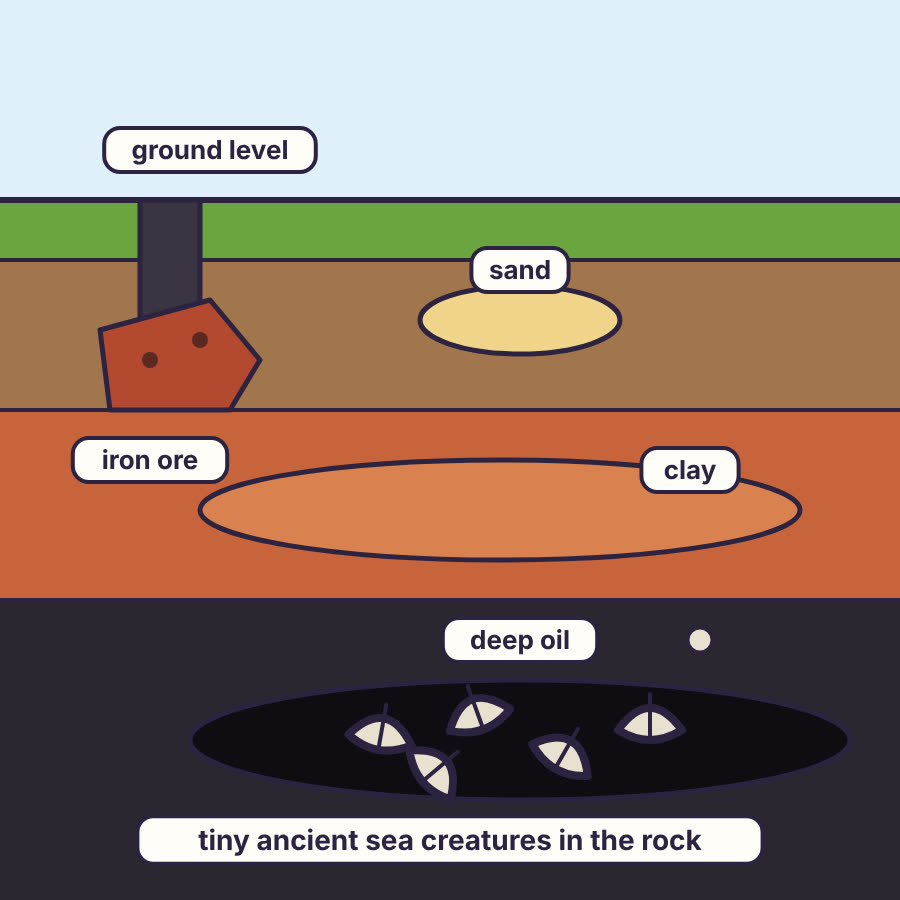 ground level
sand
iron ore
clay
deep oil
tiny ancient sea creatures in the rock